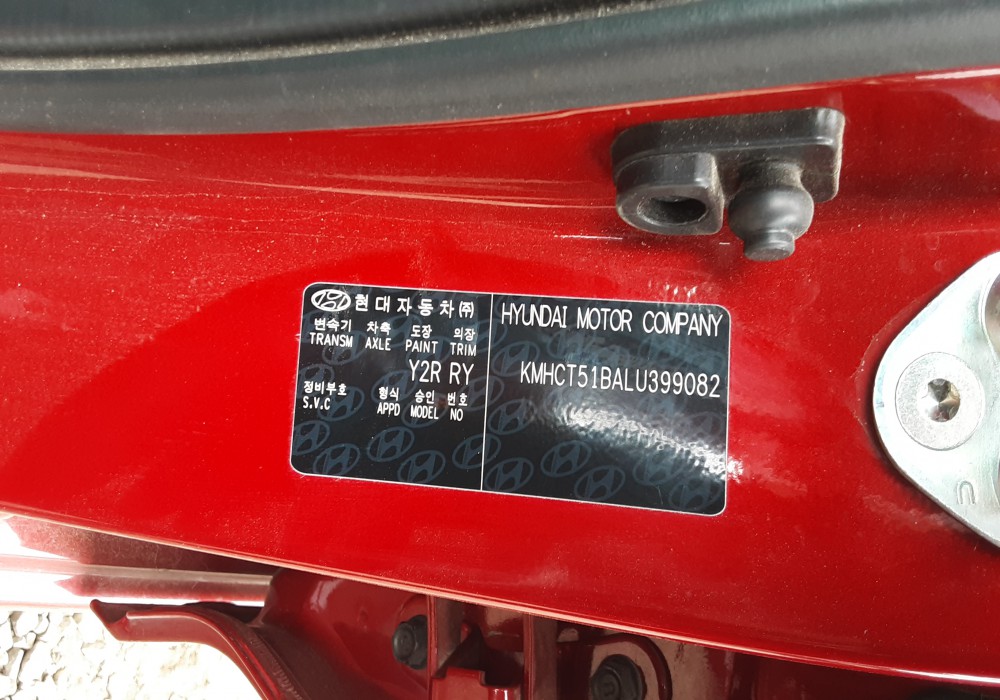 현대자동차(주)
변속기 차축 도장 의장
TRANSM AXLE PAINT TRIM
Y2R RY
정비부호 형식 승인 번호
S.V.C APPD MODEL NO
HYUNDAI MOTOR COMPANY
KMHCT51BALU399082